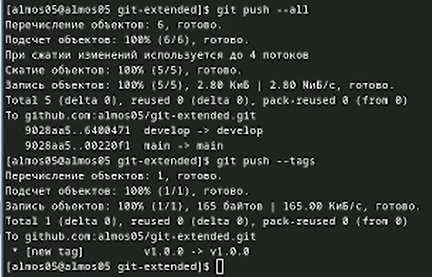 [almos05@almos05 git-extended]$ git push --all
Перечисление объектов: 6, готово.
Подсчет объектов: 100% (6/6), готово.
При сжатии изменений используется до 4 потоков
Сжатие объектов: 100% (5/5), готово.
Запись объектов: 100% (5/5), 2.80 КиБ | 2.80 МиБ/с, готово.
Total 5 (delta 0), reused 0 (delta 0), pack-reused 0 (from 0)
To github.com:almos05/git-extended.git
9028aa5..6400471 develop -> develop
9028aa5..00220f1 main -> main
[almos05@almos05 git-extended]$ git push --tags
Перечисление объектов: 1, готово.
Подсчет объектов: 100% (1/1), готово.
Запись объектов: 100% (1/1), 165 байтов | 165.00 КиБ/с, готово.
Total 1 (delta 0), reused 0 (delta 0), pack-reused 0 (from 0)
To github.com:almos05/git-extended.git
* [new tag] v1.0.0 -> v1.0.0
[almos05@almos05 git-extended]$